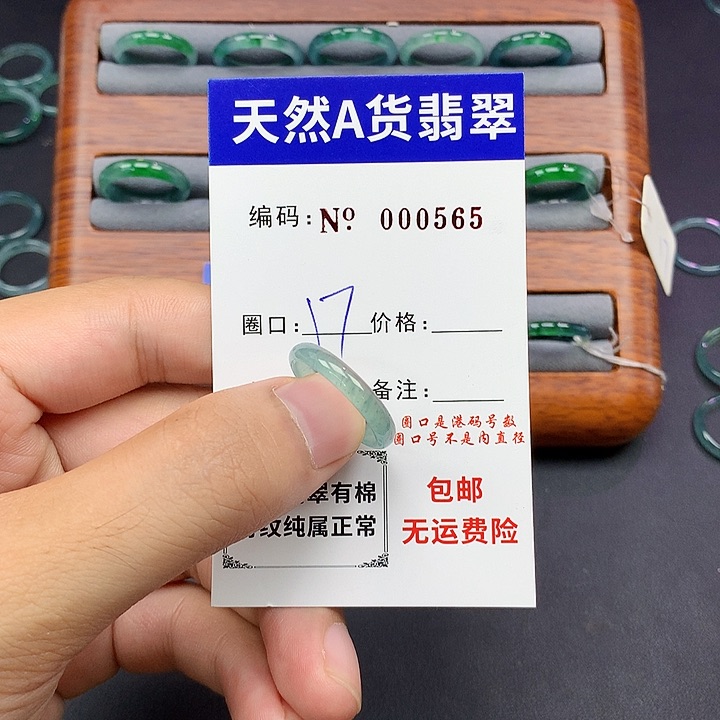 天然A货翡翠
编码:Nº 000565
圈口:17 价格:
备注:
圈口是港码号数
圈口号不是内直径
翠有棉
纹纯属正常
包邮
无运费险